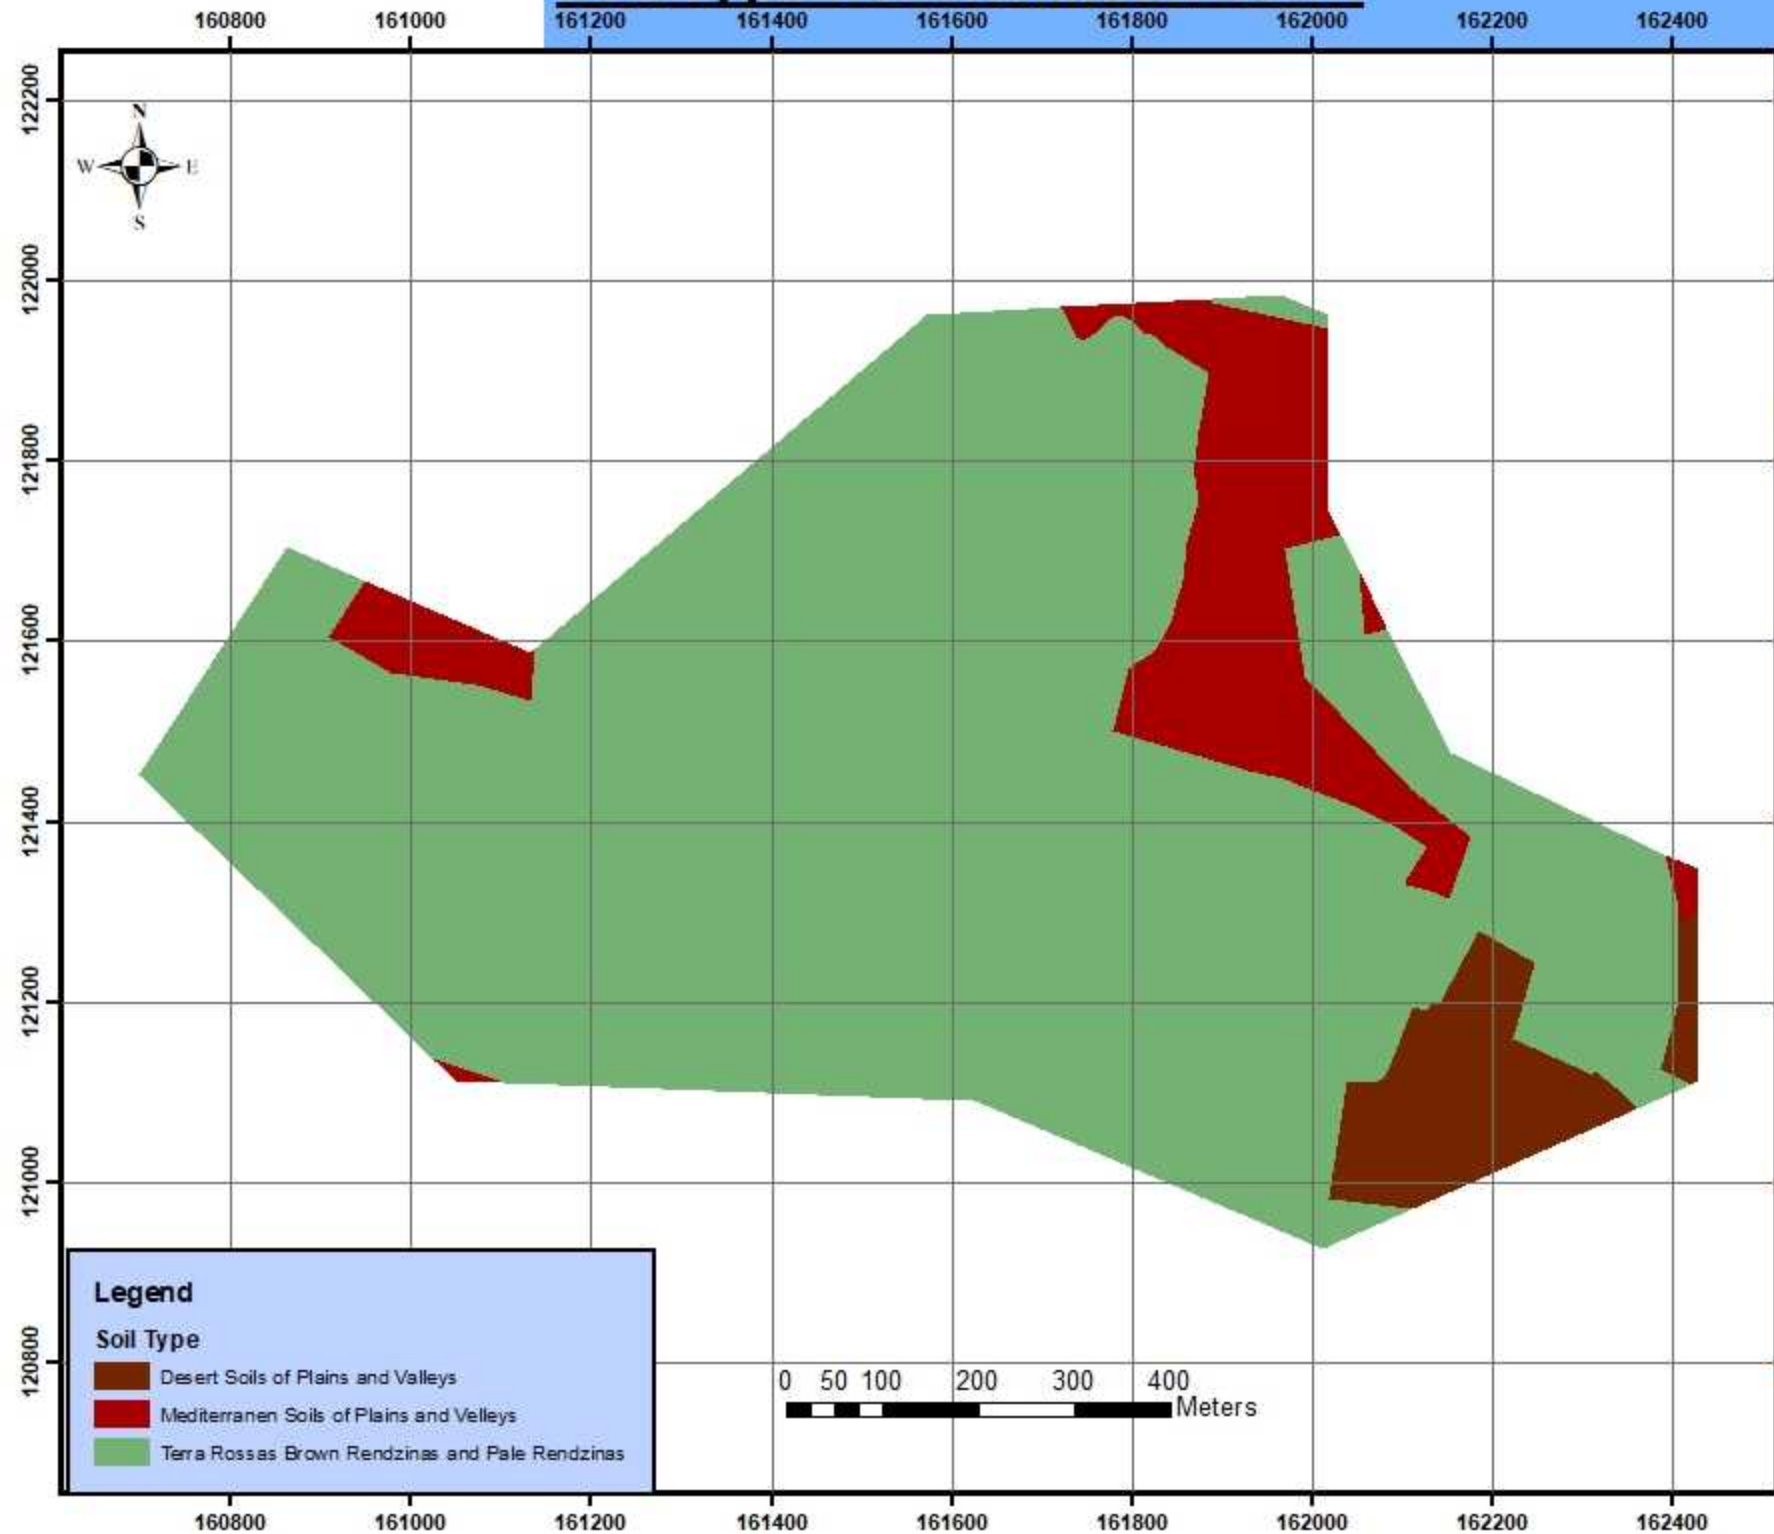 160800 161000 161200 161400 161600 161800 162000 162200 162400
122200
122000
121800
121600
121400
121200
121000
120800
N
W E
S
Legend
Soil Type
Desert Soils of Plains and Valleys
Mediterranen Soils of Plains and Velleys
Terra Rossas Brown Rendzinas and Pale Rendzinas
0 50 100 200 300 400
Meters
160800 161000 161200 161400 161600 161800 162000 162200 162400